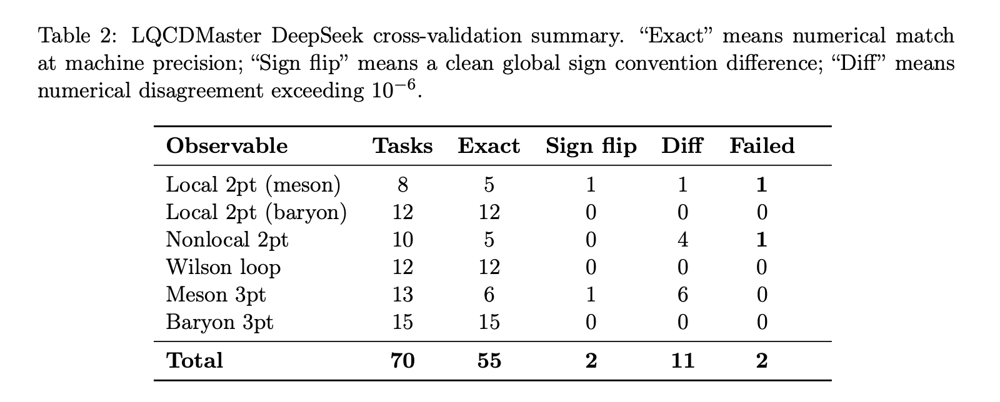 Table 2: LQCDMaster DeepSeek cross-validation summary. “Exact” means numerical match
at machine precision; “Sign flip” means a clean global sign convention difference; “Diff” means
numerical disagreement exceeding 10⁻⁶.
Observable Tasks Exact Sign flip Diff Failed
Local 2pt (meson) 8 5 1 1 1
Local 2pt (baryon) 12 12 0 0 0
Nonlocal 2pt 10 5 0 4 1
Wilson loop 12 12 0 0 0
Meson 3pt 13 6 1 6 0
Baryon 3pt 15 15 0 0 0
Total 70 55 2 11 2